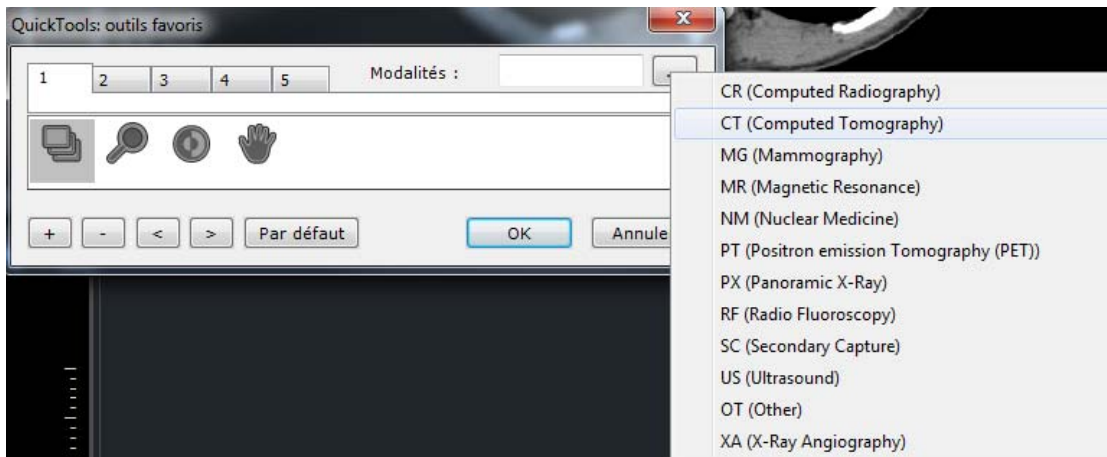 QuickTools: outils favoris
1 2 3 4 5 Modalités :
+ - < > Par défaut OK Annule
CR (Computed Radiography)
CT (Computed Tomography)
MG (Mammography)
MR (Magnetic Resonance)
NM (Nuclear Medicine)
PT (Positron emission Tomography (PET))
PX (Panoramic X-Ray)
RF (Radio Fluoroscopy)
SC (Secondary Capture)
US (Ultrasound)
OT (Other)
XA (X-Ray Angiography)